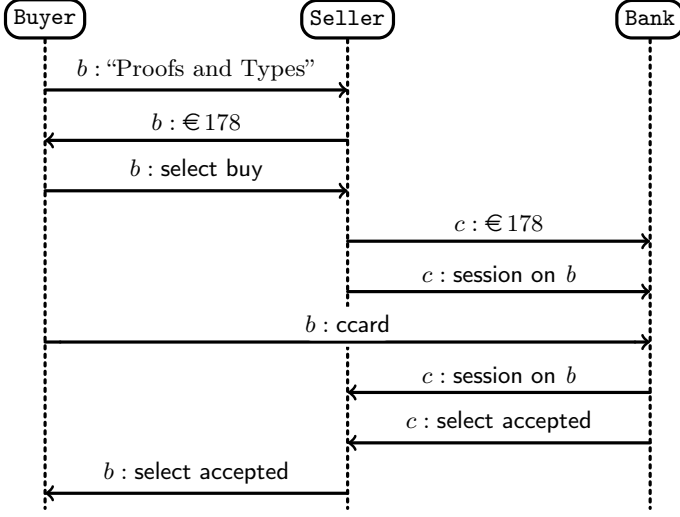 Buyer Seller Bank
b : “Proofs and Types”
b : €178
b : select buy
c : €178
c : session on b
b : ccard
c : session on b
c : select accepted
b : select accepted